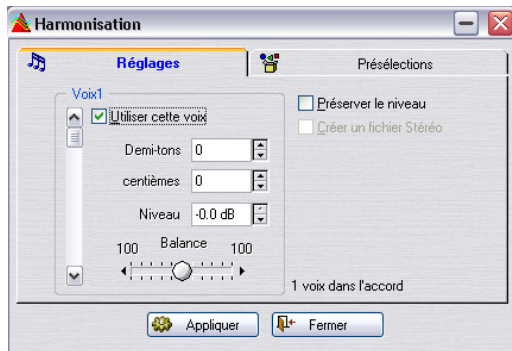 Harmonisation
Réglages
Présélections
Voix1
Utiliser cette voix
Demi-tons 0
centièmes 0
Niveau -0.0 dB
100 Balance 100
Préserver le niveau
Créer un fichier Stéréo
1 voix dans l'accord
Appliquer
Fermer